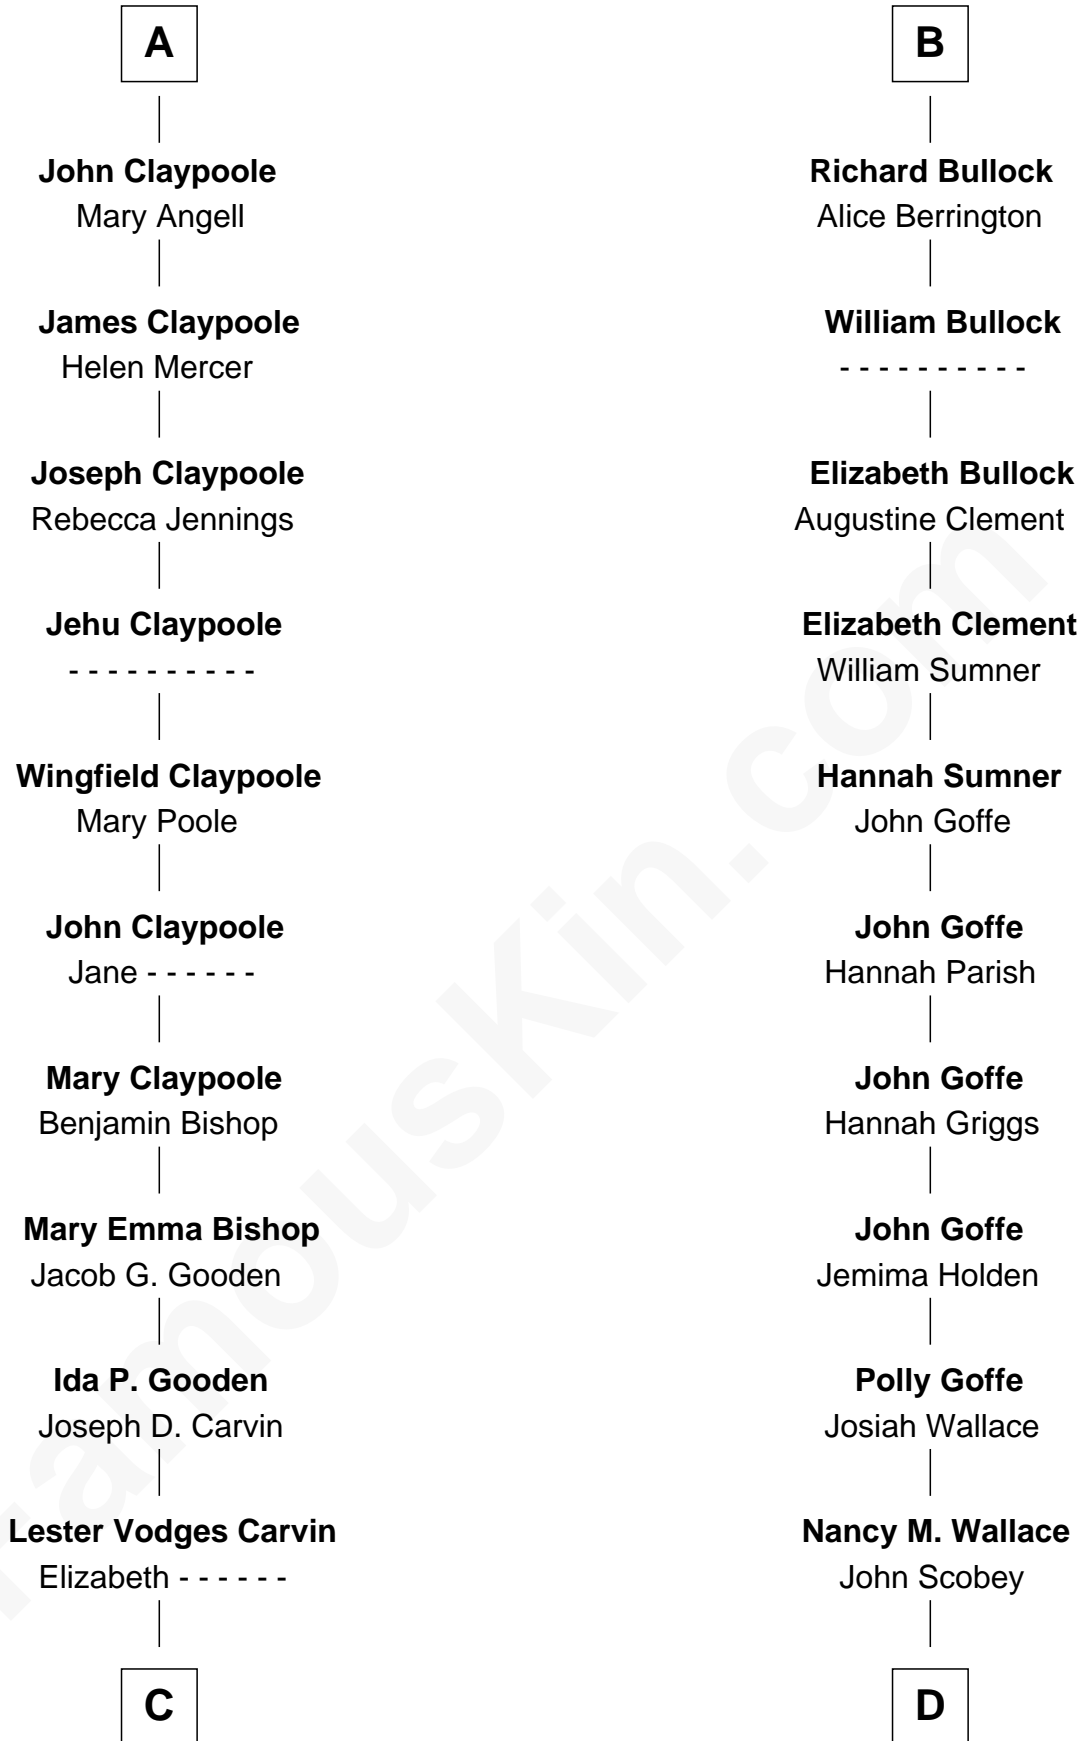 A
John Claypoole
Mary Angell
James Claypoole
Helen Mercer
Joseph Claypoole
Rebecca Jennings
Jehu Claypoole
- - - - - - - - - -
Wingfield Claypoole
Mary Poole
John Claypoole
Jane - - - - - -
Mary Claypoole
Benjamin Bishop
Mary Emma Bishop
Jacob G. Gooden
Ida P. Gooden
Joseph D. Carvin
Lester Vodges Carvin
Elizabeth - - - - - -
C
B
Richard Bullock
Alice Berrington
William Bullock
- - - - - - - - - -
Elizabeth Bullock
Augustine Clement
Elizabeth Clement
William Sumner
Hannah Sumner
John Goffe
John Goffe
Hannah Parish
John Goffe
Hannah Griggs
John Goffe
Jemima Holden
Polly Goffe
Josiah Wallace
Nancy M. Wallace
John Scobey
D
FamousKin.com